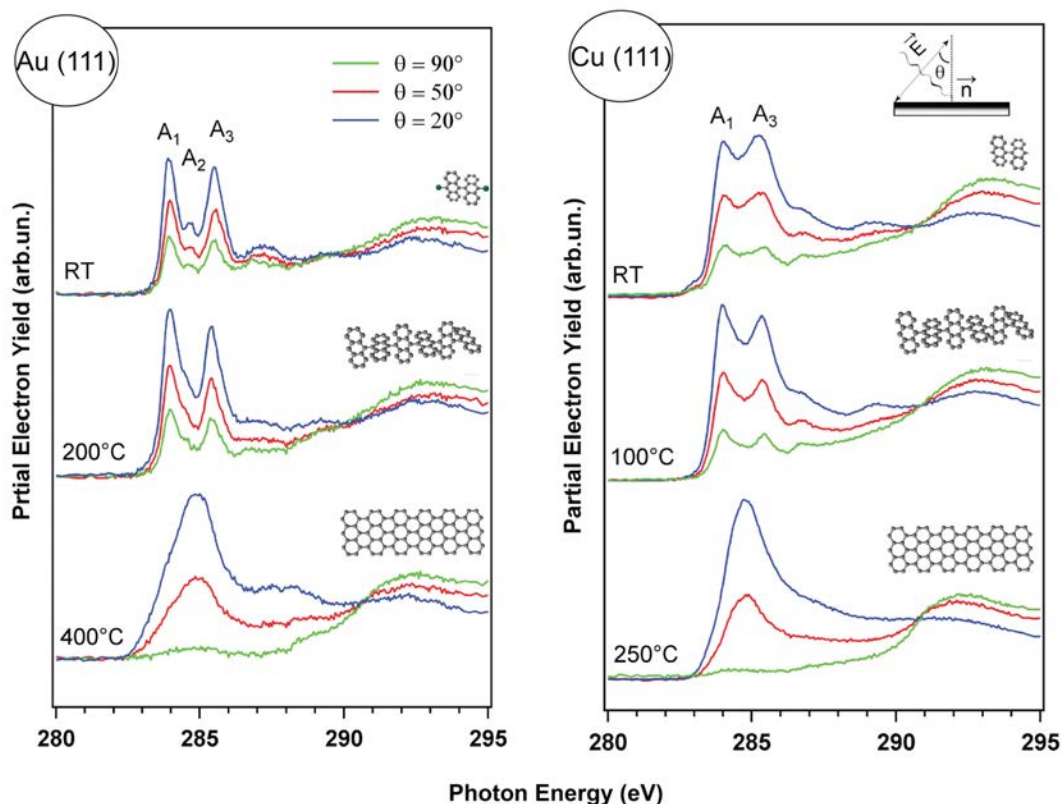 Au (111)
θ = 90°
θ = 50°
θ = 20°
A1
A2
A3
RT
200°C
400°C
Prtial Electron Yield (arb.un.)
280 285 290 295
Cu (111)
E
θ
n
A1
A3
RT
100°C
250°C
Partial Electron Yield (arb.un.)
280 285 290 295
Photon Energy (eV)